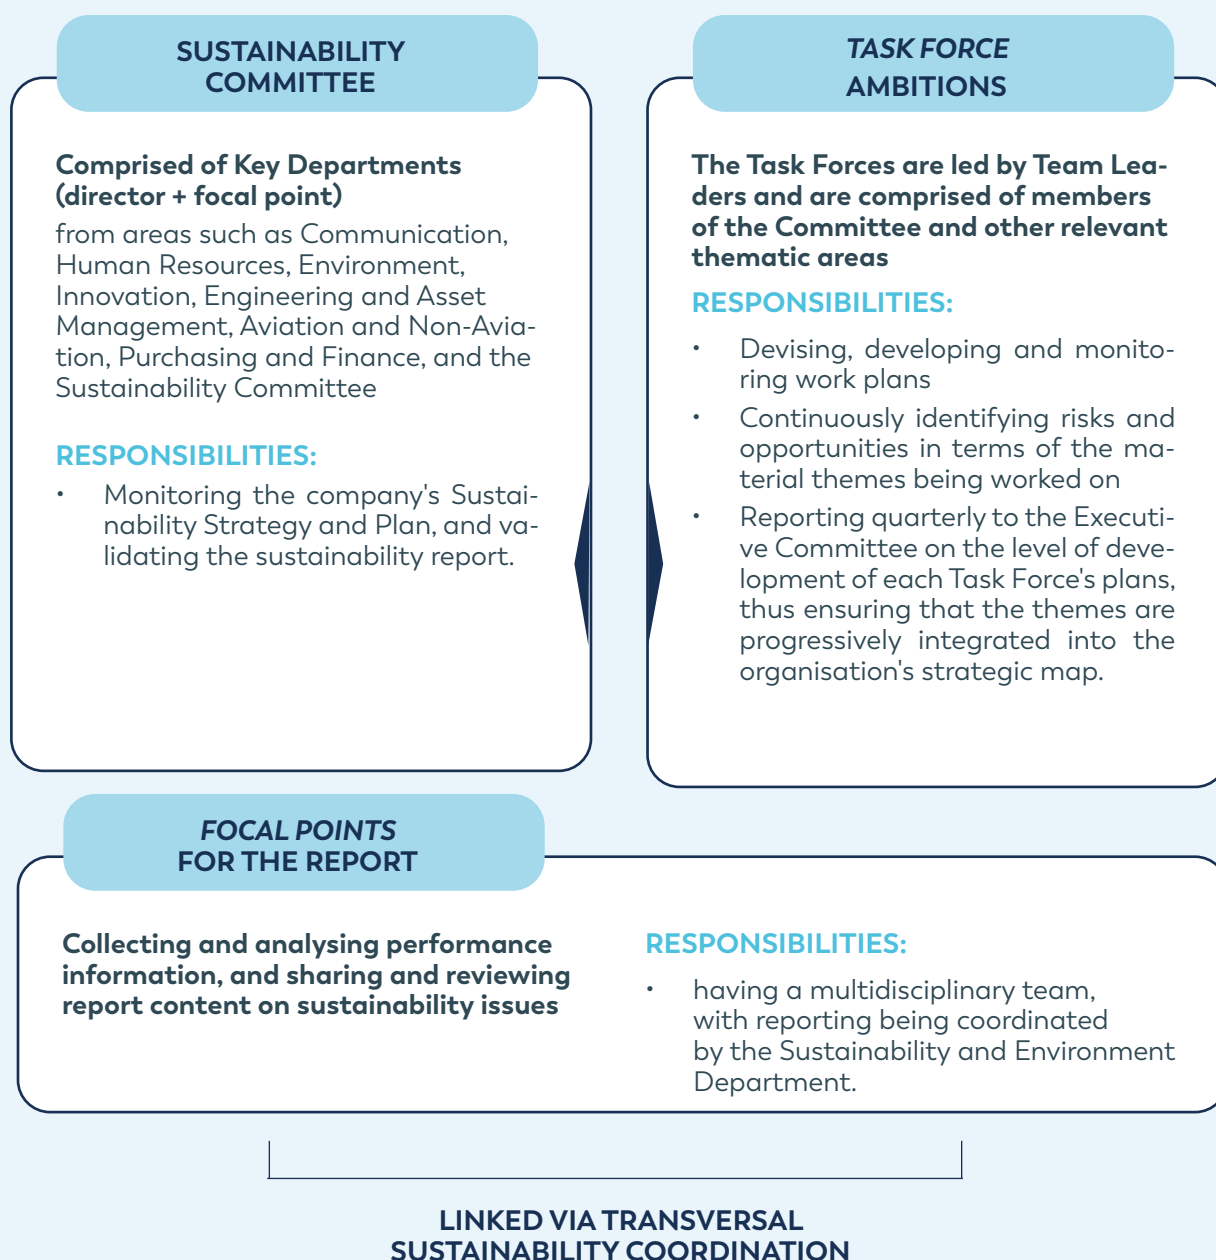 SUSTAINABILITY
COMMITTEE
Comprised of Key Departments
(director + focal point)
from areas such as Communication,
Human Resources, Environment,
Innovation, Engineering and Asset
Management, Aviation and Non-Avia-
tion, Purchasing and Finance, and the
Sustainability Committee
RESPONSIBILITIES:
• Monitoring the company's Sustai-
nability Strategy and Plan, and va-
lidating the sustainability report.
TASK FORCE
AMBITIONS
The Task Forces are led by Team Lea-
ders and are comprised of members
of the Committee and other relevant
thematic areas
RESPONSIBILITIES:
• Devising, developing and monito-
ring work plans
• Continuously identifying risks and
opportunities in terms of the ma-
terial themes being worked on
• Reporting quarterly to the Executi-
ve Committee on the level of deve-
lopment of each Task Force's plans,
thus ensuring that the themes are
progressively integrated into the
organisation's strategic map.
FOCAL POINTS
FOR THE REPORT
Collecting and analysing performance
information, and sharing and reviewing
report content on sustainability issues
RESPONSIBILITIES:
• having a multidisciplinary team,
with reporting being coordinated
by the Sustainability and Environment
Department.
LINKED VIA TRANSVERSAL
SUSTAINABILITY COORDINATION